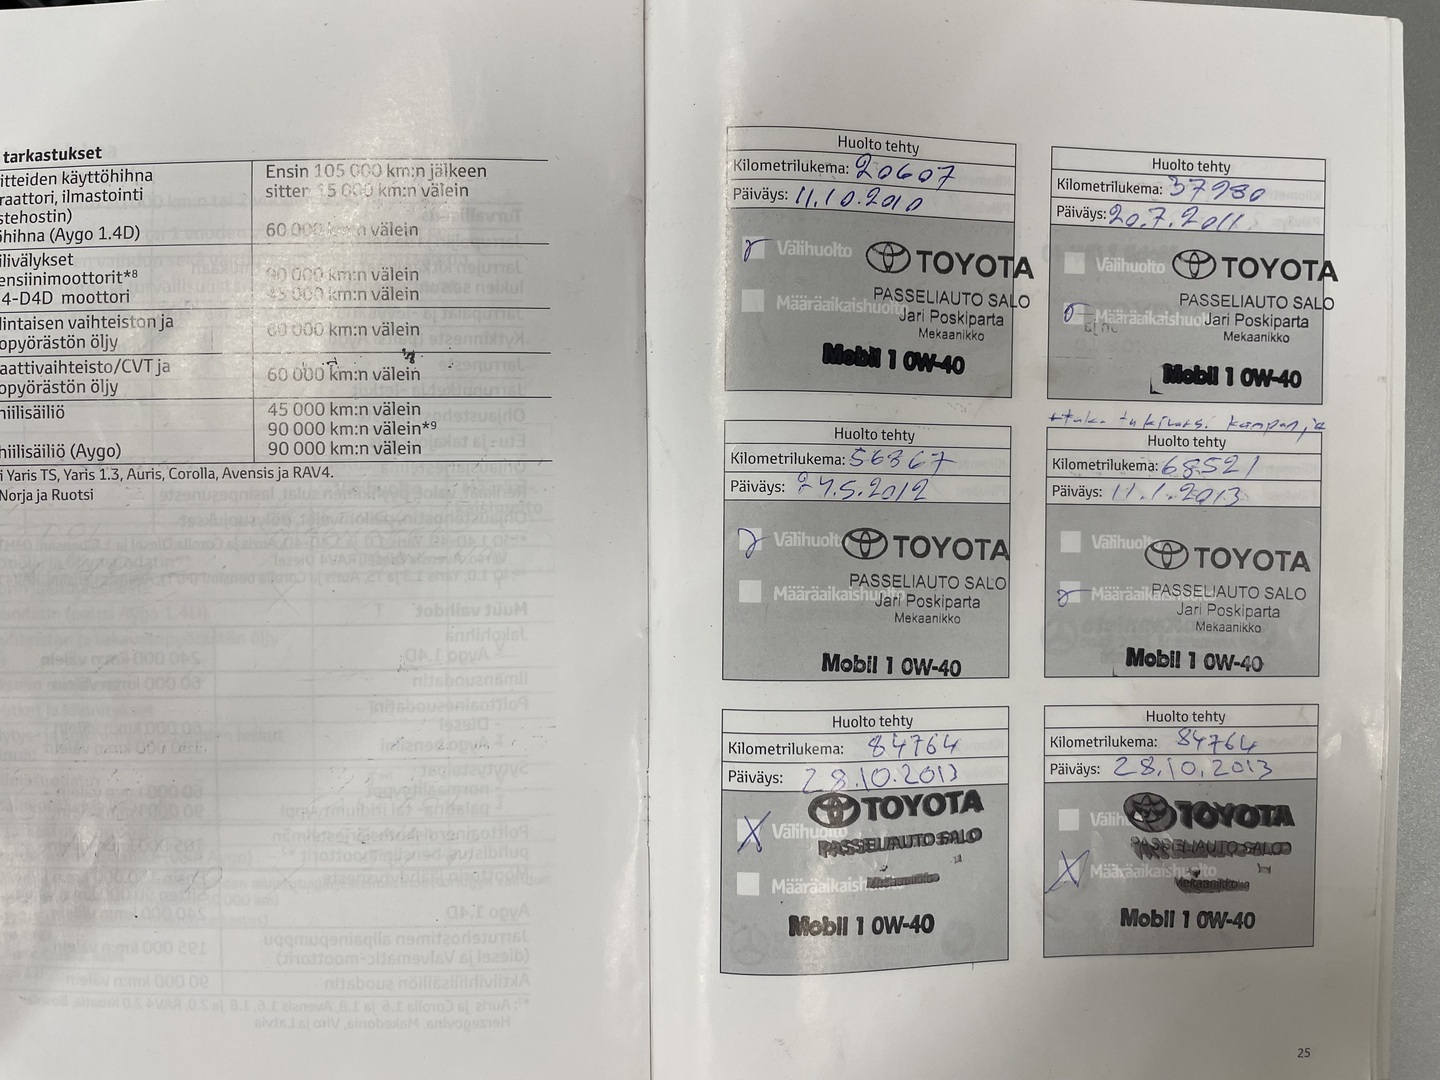 tarkastukset
itteiden käyttöhihna
raattori, ilmastointi
stehostin)
öhihna (Aygo 1.4D)
Ensin 105 000 km:n jälkeen
sitten 15 000 km:n välein
60 000 km:n välein
ilivälykset
ensiinimoottorit*8
4-D4D moottori
90 000 km:n välein
45 000 km:n välein
lintaisen vaihteiston ja
opyörästön öljy
60 000 km:n välein
aattivaihteisto/CVT ja
opyörästön öljy
60 000 km:n välein
hiilisäiliö
hiilisäiliö (Aygo)
45 000 km:n välein
90 000 km:n välein*9
90 000 km:n välein
i Yaris TS, Yaris 1.3, Auris, Corolla, Avensis ja RAV4.
Norja ja Ruotsi
Huolto tehty
Kilometrilukema: 20607
Päiväys: 11.10.2010
Välihuolto
Määräaikaishuolto
TOYOTA
PASSELIAUTO SALO
Jari Poskiparta
Mekaanikko
Mobil 1 0W-40
Huolto tehty
Kilometrilukema: 37980
Päiväys: 20.7.2011
Välihuolto
Määräaikaishuolto
TOYOTA
PASSELIAUTO SALO
Jari Poskiparta
Mekaanikko
Mobil 1 0W-40
Huolto tehty
Kilometrilukema: 56367
Päiväys: 24.5.2012
Välihuolto
Määräaikaishuolto
TOYOTA
PASSELIAUTO SALO
Jari Poskiparta
Mekaanikko
Mobil 1 0W-40
kampanja
Huolto tehty
Kilometrilukema: 68521
Päiväys: 11.1.2013
Välihuolto
Määräaikaishuolto
TOYOTA
PASSELIAUTO SALO
Jari Poskiparta
Mekaanikko
Mobil 1 0W-40
Huolto tehty
Kilometrilukema: 84764
Päiväys: 28.10.2013
Välihuolto
Määräaikaish
TOYOTA
PASSELIAUTO SALO
Mekaanikko
Mobil 1 0W-40
Huolto tehty
Kilometrilukema: 84764
Päiväys: 28.10.2013
Välihuolto
Määräaikaishuolto
TOYOTA
PASSELIAUTO SALO
Mekaanikko
Mobil 1 0W-40
25